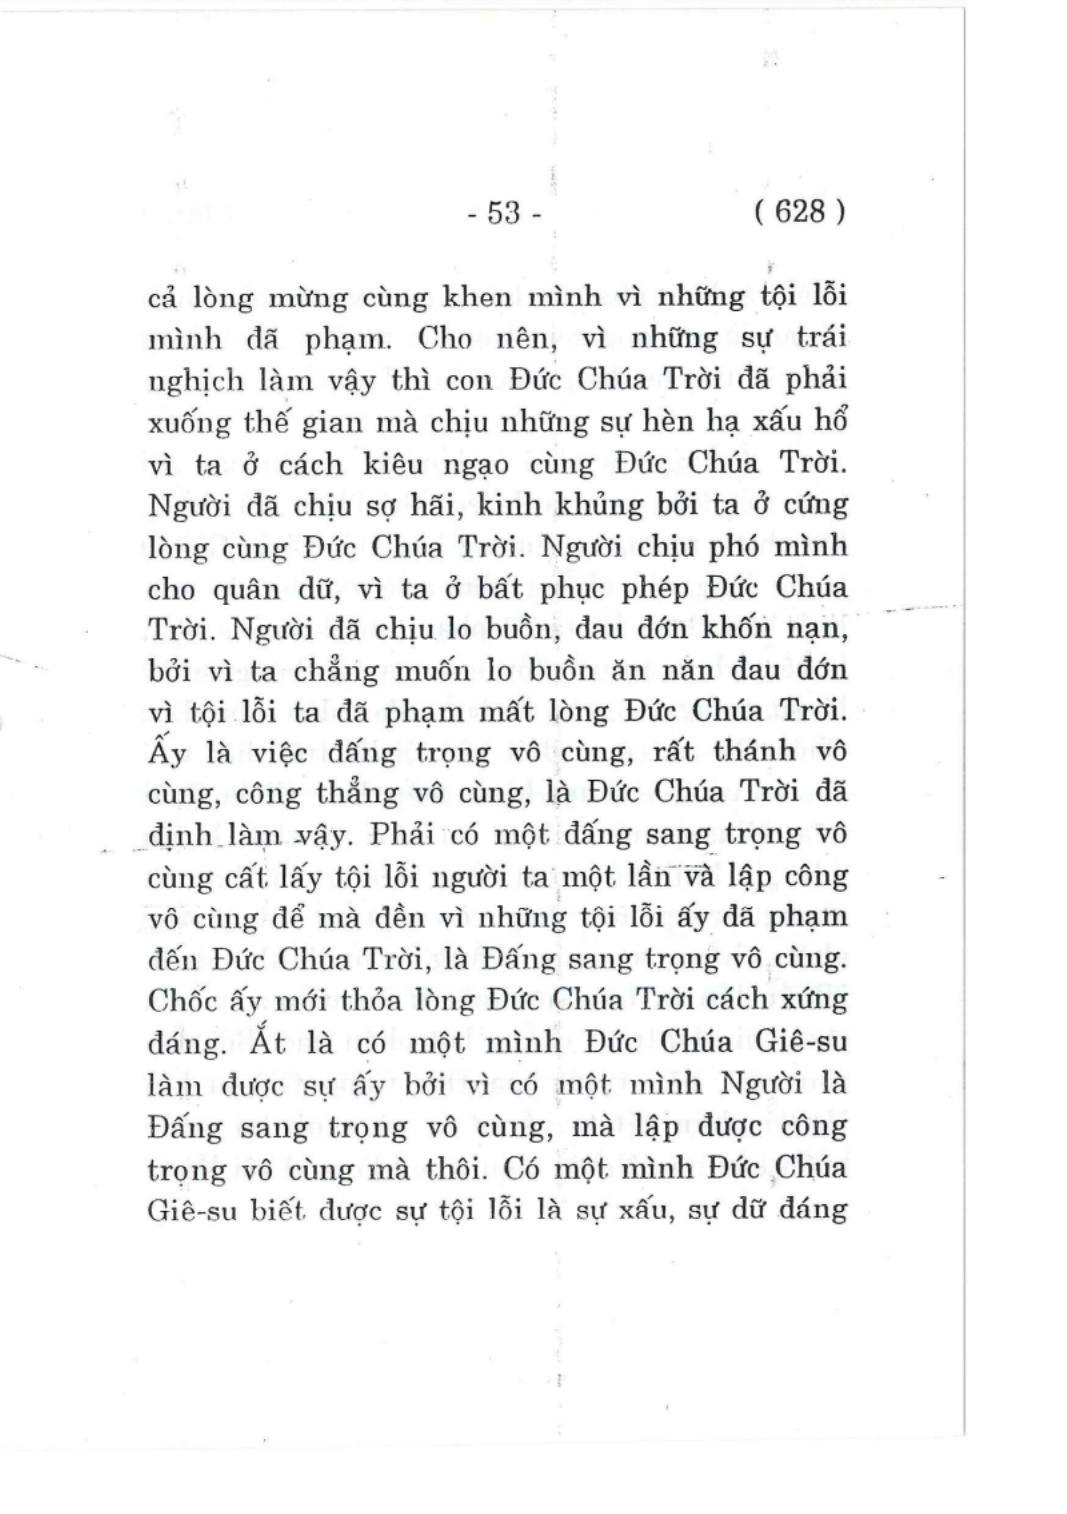 - 53 - ( 628 )
cả lòng mừng cùng khen mình vì những tội lỗi
mình đã phạm. Cho nên, vì những sự trái
nghịch làm vậy thì con Đức Chúa Trời đã phải
xuống thế gian mà chịu những sự hèn hạ xấu hổ
vì ta ở cách kiêu ngạo cùng Đức Chúa Trời.
Người đã chịu sợ hãi, kinh khủng bởi ta ở cứng
lòng cùng Đức Chúa Trời. Người chịu phó mình
cho quân dữ, vì ta ở bất phục phép Đức Chúa
Trời. Người đã chịu lo buồn, đau đớn khốn nạn,
bởi vì ta chẳng muốn lo buồn ăn năn đau đớn
vì tội lỗi ta đã phạm mất lòng Đức Chúa Trời.
Ấy là việc đấng trọng vô cùng, rất thánh vô
cùng, công thẳng vô cùng, là Đức Chúa Trời đã
định làm vậy. Phải có một đấng sang trọng vô
cùng cất lấy tội lỗi người ta một lần và lập công
vô cùng để mà đền vì những tội lỗi ấy đã phạm
đến Đức Chúa Trời, là Đấng sang trọng vô cùng.
Chốc ấy mới thỏa lòng Đức Chúa Trời cách xứng
đáng. Ắt là có một mình Đức Chúa Giê-su
làm được sự ấy bởi vì có một mình Người là
Đấng sang trọng vô cùng, mà lập được công
trọng vô cùng mà thôi. Có một mình Đức Chúa
Giê-su biết được sự tội lỗi là sự xấu, sự dữ đáng